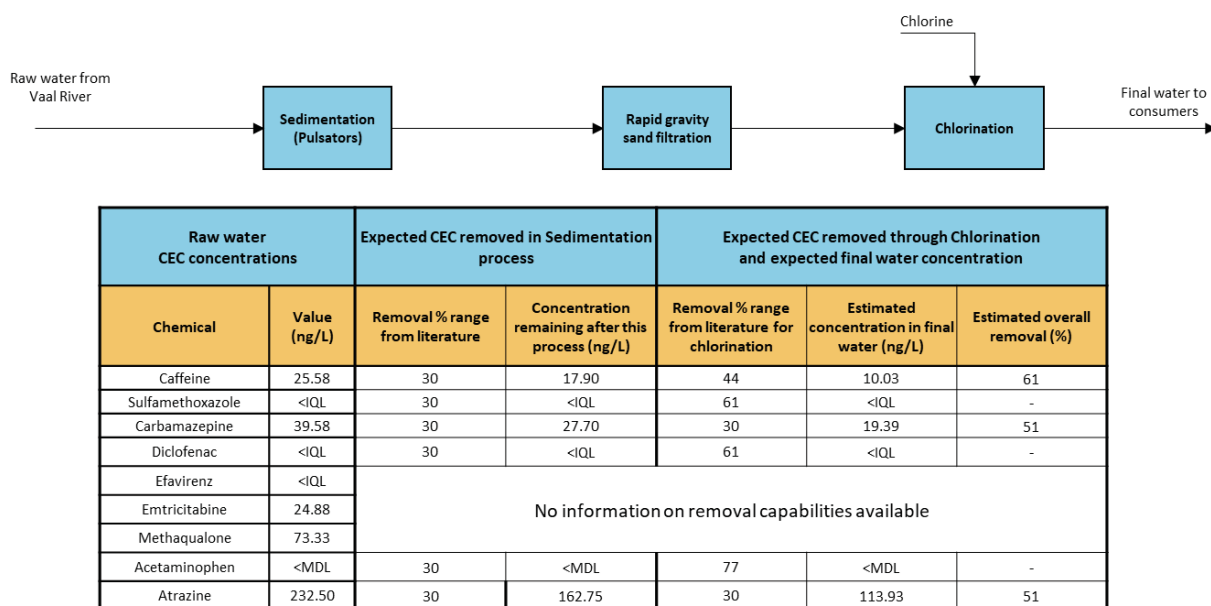 Chlorine
Raw water from
Vaal River
Sedimentation
(Pulsators)
Rapid gravity
sand filtration
Chlorination
Final water to
consumers
Raw water
CEC concentrations
Expected CEC removed in Sedimentation
process
Expected CEC removed through Chlorination
and expected final water concentration
Chemical
Value
(ng/L)
Removal % range
from literature
Concentration
remaining after this
process (ng/L)
Removal % range
from literature for
chlorination
Estimated
concentration in final
water (ng/L)
Estimated overall
removal (%)
Caffeine 25.58 30 17.90 44 10.03 61
Sulfamethoxazole <IQL 30 <IQL 61 <IQL -
Carbamazepine 39.58 30 27.70 30 19.39 51
Diclofenac <IQL 30 <IQL 61 <IQL -
Efavirenz <IQL
Emtricitabine 24.88
Methaqualone 73.33
No information on removal capabilities available
Acetaminophen <MDL 30 <MDL 77 <MDL -
Atrazine 232.50 30 162.75 30 113.93 51